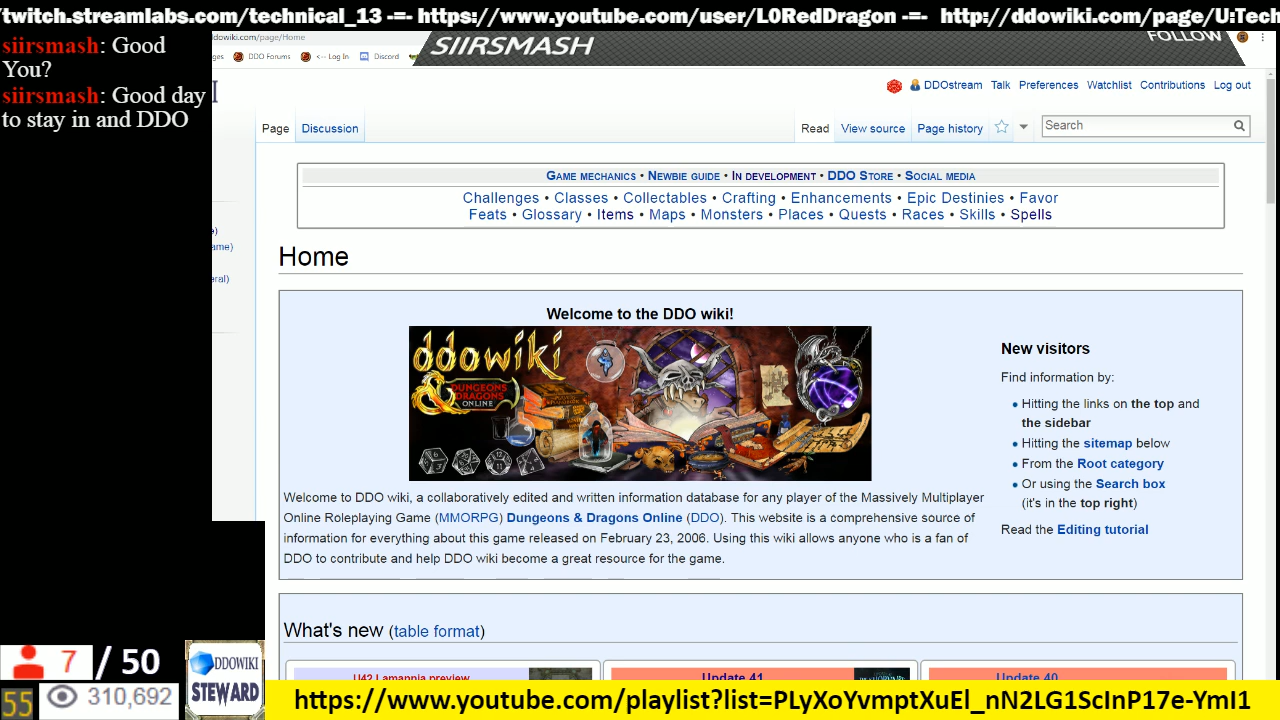 /twitch.streamlabs.com/technical_13 -=- https://www.youtube.com/user/L0RedDragon -=- http://ddowiki.com/page/U:Tech
siirsmash: Good
You?
siirsmash: Good day
to stay in and DDO
SIIRSMASH
FOLLOW
ddowiki.com/page/Home
ges DDO Forums <-- Log In Discord
DDOstream Talk Preferences Watchlist Contributions Log out
Page Discussion Read View source Page history Search
Game mechanics • Newbie guide • In development • DDO Store • Social media
Challenges • Classes • Collectables • Crafting • Enhancements • Epic Destinies • Favor
Feats • Glossary • Items • Maps • Monsters • Places • Quests • Races • Skills • Spells
e)
ame)
eral)
Home
Welcome to the DDO wiki!
ddowiki
&
DUNGEONS
DRAGONS
ONLINE
New visitors
Find information by:
• Hitting the links on the top and
the sidebar
• Hitting the sitemap below
• From the Root category
• Or using the Search box
(it's in the top right)
Read the Editing tutorial
Welcome to DDO wiki, a collaboratively edited and written information database for any player of the Massively Multiplayer
Online Roleplaying Game (MMORPG) Dungeons & Dragons Online (DDO). This website is a comprehensive source of
information for everything about this game released on February 23, 2006. Using this wiki allows anyone who is a fan of
DDO to contribute and help DDO wiki become a great resource for the game.
What's new (table format)
U42 Lamannia preview
Update 41
Update 40
7 / 50
55 310,692
DDOWIKI
STEWARD
https://www.youtube.com/playlist?list=PLyXoYvmptXuEl_nN2LG1ScInP17e-YmI1